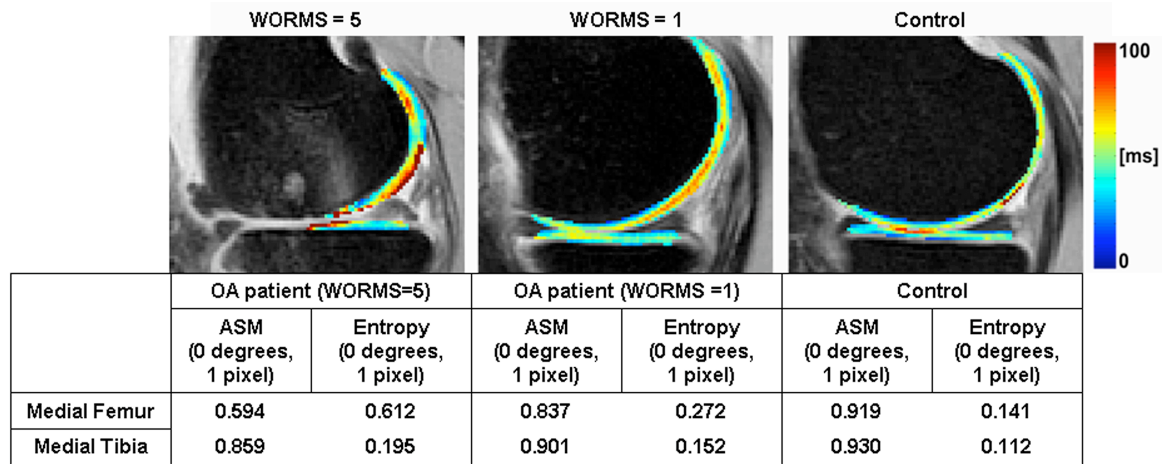 WORMS = 5 WORMS = 1 Control
100
[ms]
0
OA patient (WORMS=5) OA patient (WORMS =1) Control
ASM Entropy ASM Entropy ASM Entropy
(0 degrees, (0 degrees, (0 degrees, (0 degrees, (0 degrees, (0 degrees,
1 pixel) 1 pixel) 1 pixel) 1 pixel) 1 pixel) 1 pixel)
Medial Femur 0.594 0.612 0.837 0.272 0.919 0.141
Medial Tibia 0.859 0.195 0.901 0.152 0.930 0.112